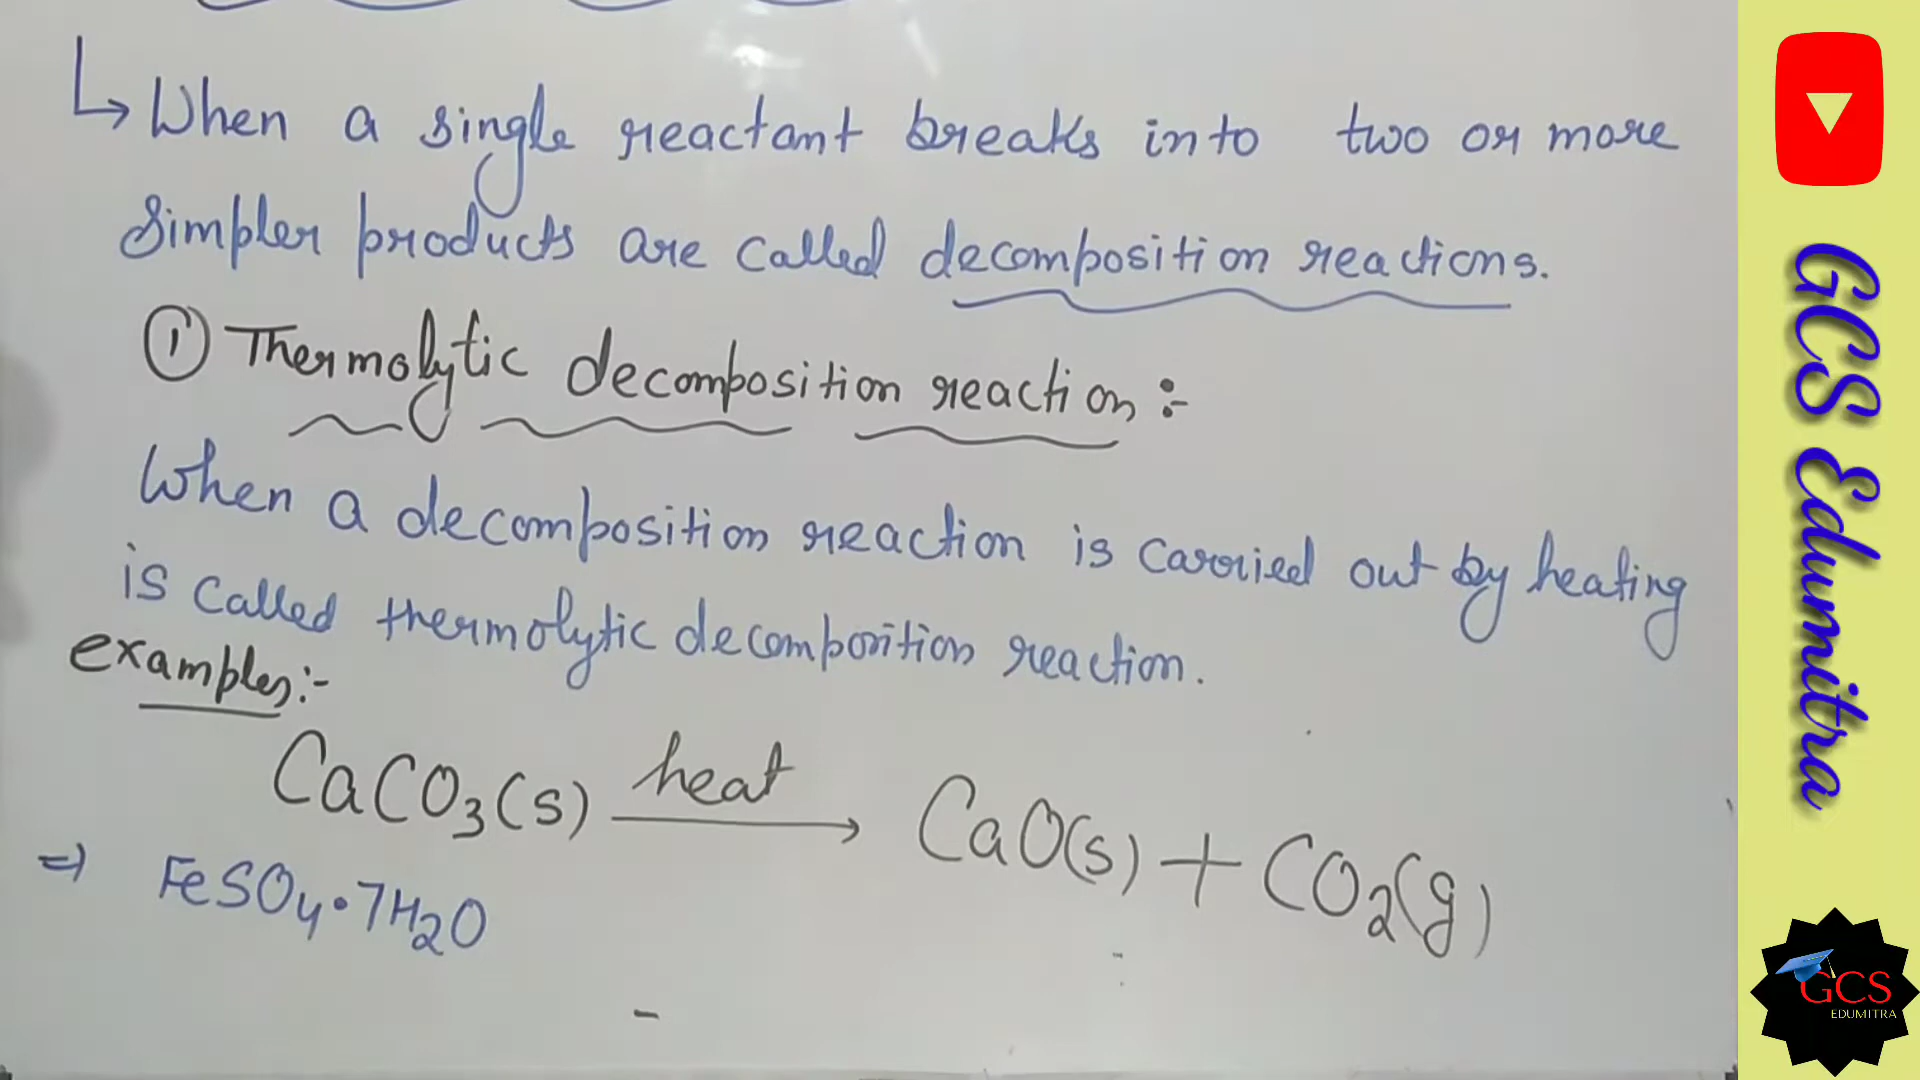 ↳ When a single reactant breaks into two or more
simpler products are called decomposition reactions.
① Thermolytic decomposition reaction :-
When a decomposition reaction is carried out by heating
is called thermolytic decomposition reaction.
examples:-
CaCO₃(s) heat → CaO(s) + CO₂(g)
⇒ FeSO₄·7H₂O
GCS Edumitra
GCS
EDUMITRA